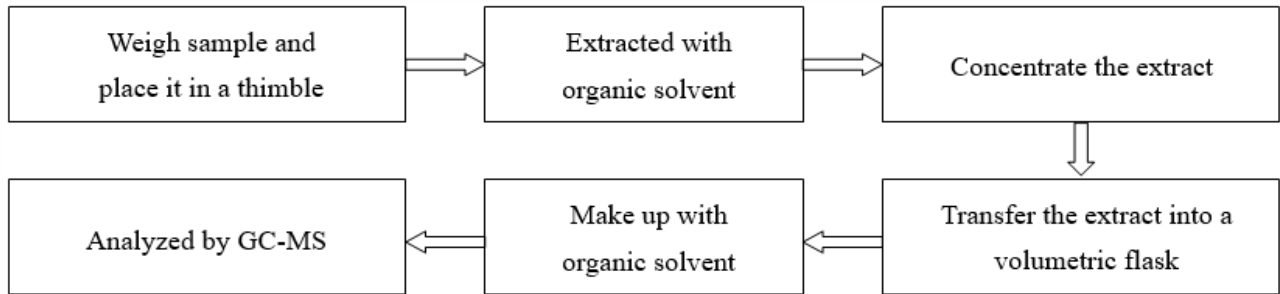 Weigh sample and
place it in a thimble
Extracted with
organic solvent
Concentrate the extract
Transfer the extract into a
volumetric flask
Make up with
organic solvent
Analyzed by GC-MS